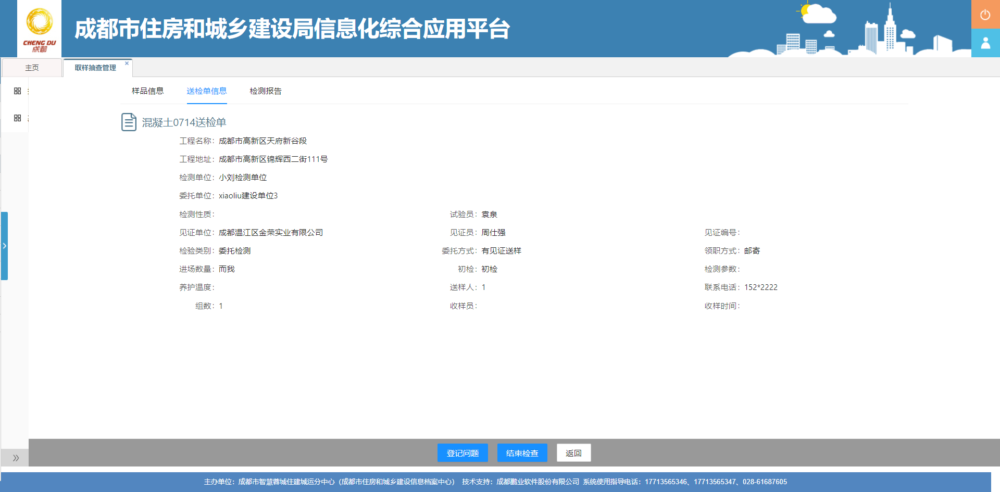 CHENG DU
成都
成都市住房和城乡建设局信息化综合应用平台
主页
取样抽查管理
样品信息 送检单信息 检测报告
混凝土0714送检单
工程名称： 成都市高新区天府新谷段
工程地址： 成都市高新区锦辉西二街111号
检测单位： 小刘检测单位
委托单位： xiaoliu建设单位3
检测性质： 试验员： 袁泉
见证单位： 成都温江区金荣实业有限公司 见证员： 周仕强 见证编号：
检验类别： 委托检测 委托方式： 有见证送样 领职方式： 邮寄
进场数量： 而我 初检： 初检 检测参数：
养护温度： 送样人： 1 联系电话： 152*2222
组数： 1 收样员： 收样时间：
登记问题 结束检查 返回
主办单位：成都市智慧蓉城住建城运分中心（成都市住房和城乡建设信息档案中心） 技术支持：成都鹏业软件股份有限公司 系统使用指导电话：17713565346、17713565347、028-61687605